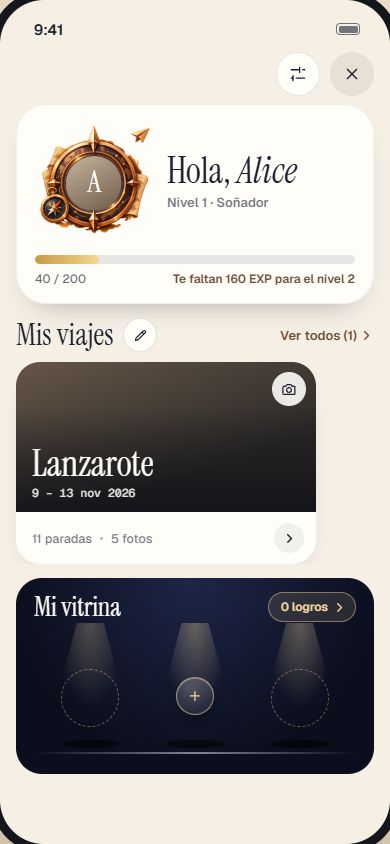 9:41
A
Hola, Alice
Nivel 1 · Soñador
40 / 200
Te faltan 160 EXP para el nivel 2
Mis viajes
Ver todos (1)
Lanzarote
9 – 13 nov 2026
11 paradas · 5 fotos
Mi vitrina
0 logros